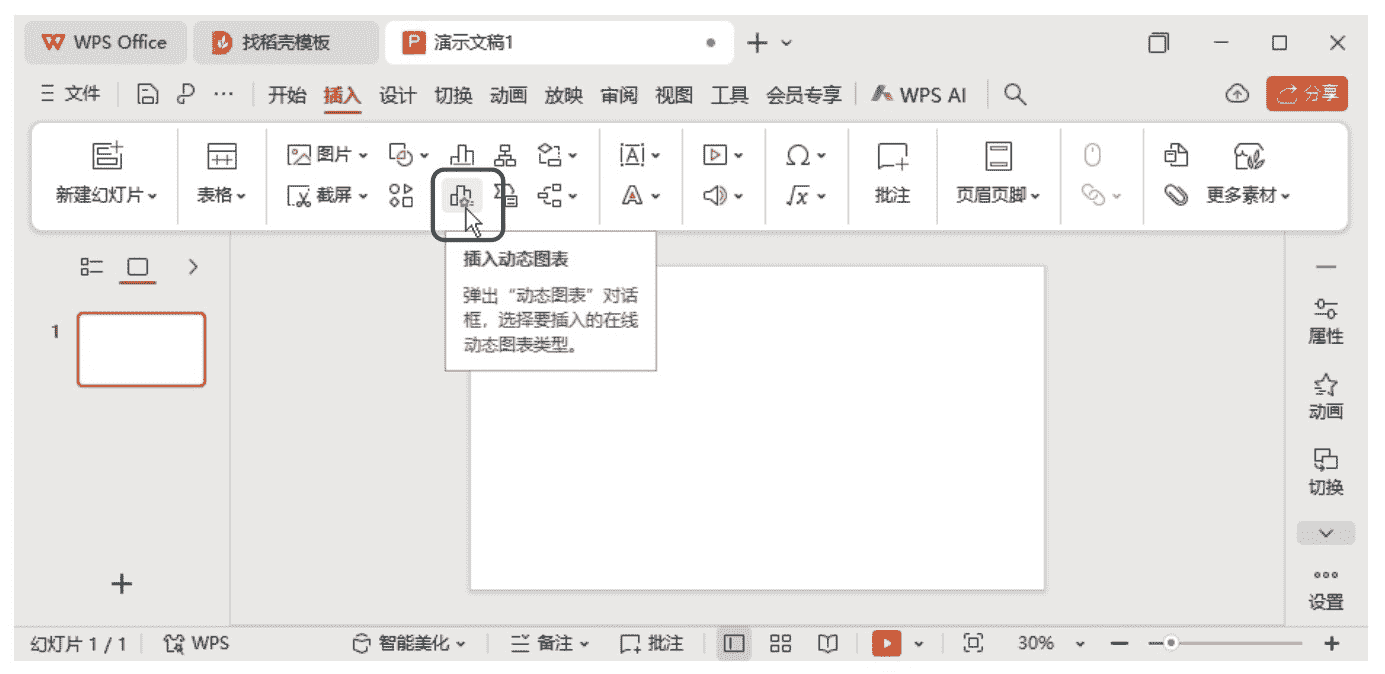 WPS Office 找稻壳模板 演示文稿1
文件 开始 插入 设计 切换 动画 放映 审阅 视图 工具 会员专享 WPS AI 分享
图片
新建幻灯片 表格 截屏 批注 页眉页脚 更多素材
插入动态图表
弹出“动态图表”对话
框，选择要插入的在线
动态图表类型。
1
属性
动画
切换
设置
幻灯片 1 / 1 WPS 智能美化 备注 批注 30%